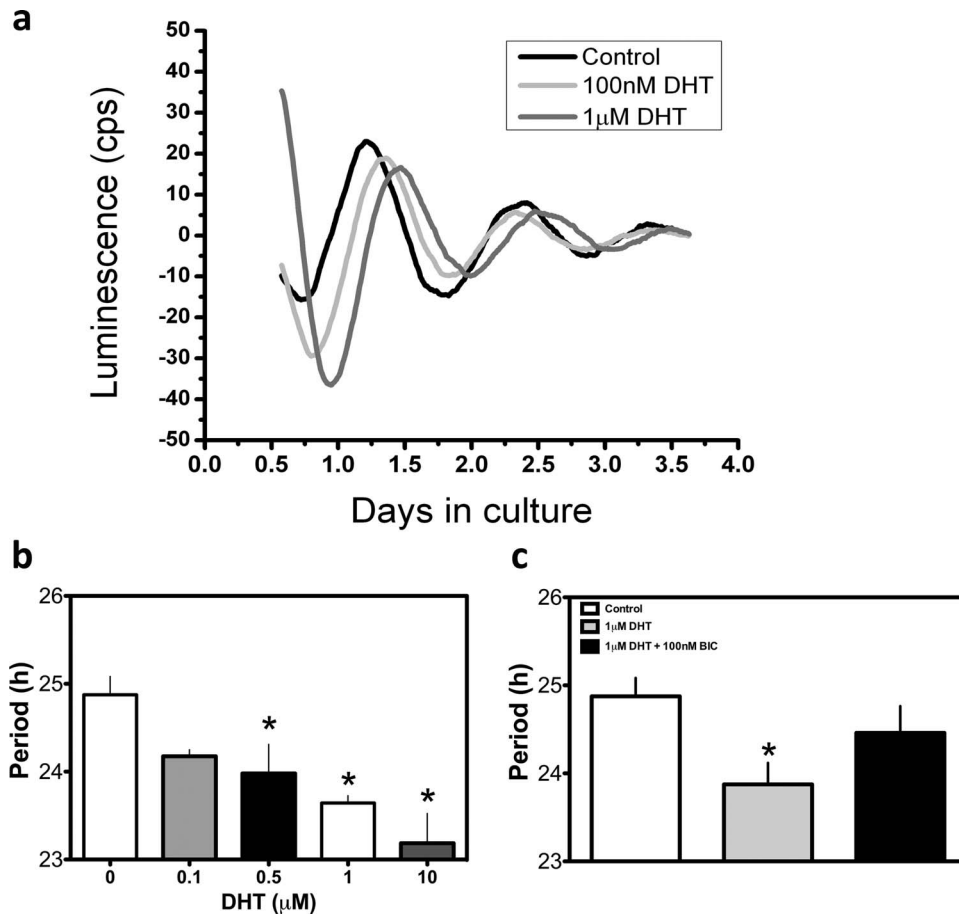 a
50
40
30
20
10
0
-10
-20
-30
-40
-50
Luminescence (cps)
Control
100nM DHT
1μM DHT
0.0 0.5 1.0 1.5 2.0 2.5 3.0 3.5 4.0
Days in culture
b
26
25
24
23
Period (h)
* * *
0 0.1 0.5 1 10
DHT (μM)
c
26
25
24
23
Period (h)
Control
1μM DHT
1μM DHT + 100nM BIC
*